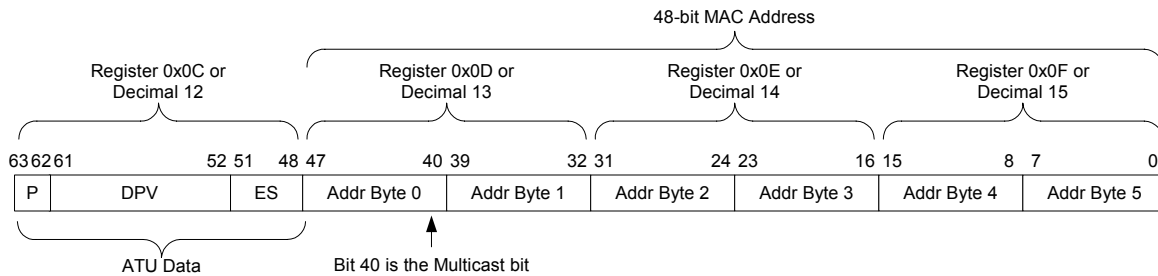 48-bit MAC Address
Register 0x0C or
Decimal 12
Register 0x0D or
Decimal 13
Register 0x0E or
Decimal 14
Register 0x0F or
Decimal 15
63 62 61 52 51 48 47 40 39 32 31 24 23 16 15 8 7 0
P DPV ES Addr Byte 0 Addr Byte 1 Addr Byte 2 Addr Byte 3 Addr Byte 4 Addr Byte 5
ATU Data
Bit 40 is the Multicast bit